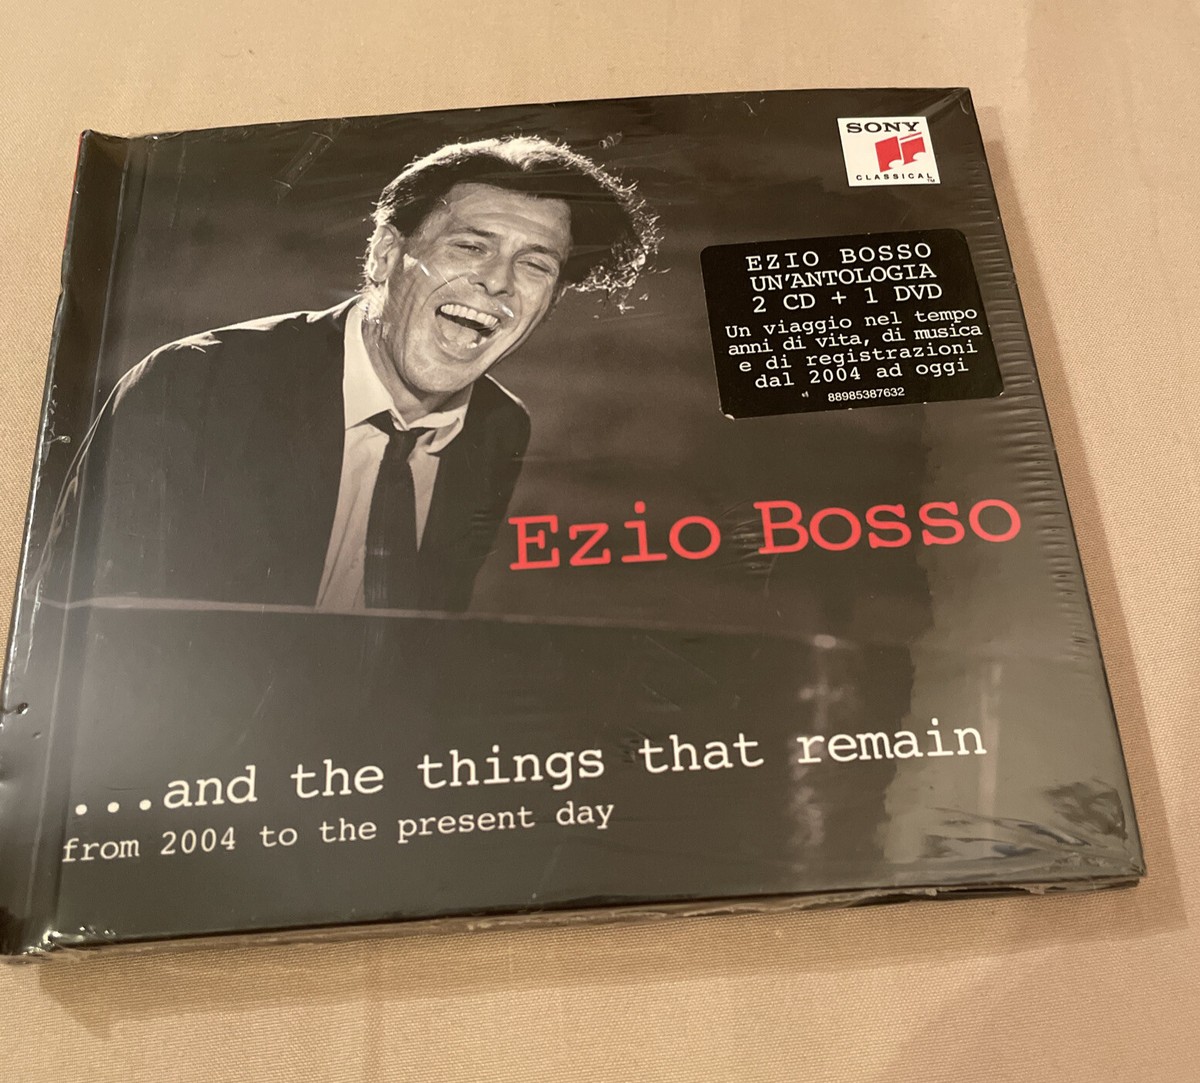 SONY
CLASSICAL™
EZIO BOSSO
UN'ANTOLOGIA
2 CD + 1 DVD
Un viaggio nel tempo
anni di vita, di musica
e di registrazioni
dal 2004 ad oggi
88985387632
Ezio Bosso
...and the things that remain
from 2004 to the present day